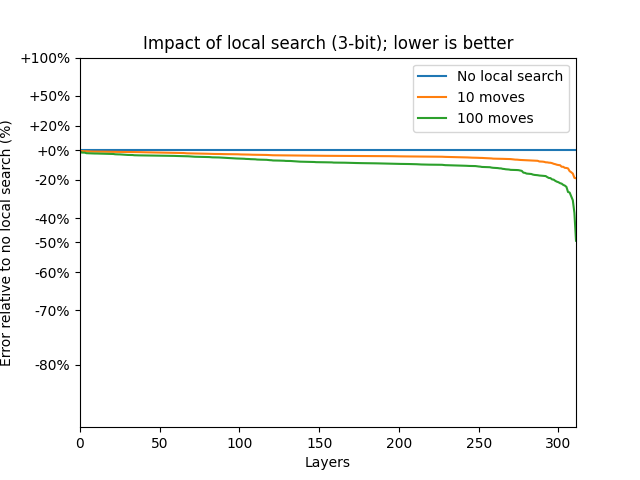 Impact of local search (3-bit); lower is better
+100%
+50%
+20%
+0%
-20%
-40%
-50%
-60%
-70%
-80%
Error relative to no local search (%)
No local search
10 moves
100 moves
0 50 100 150 200 250 300
Layers